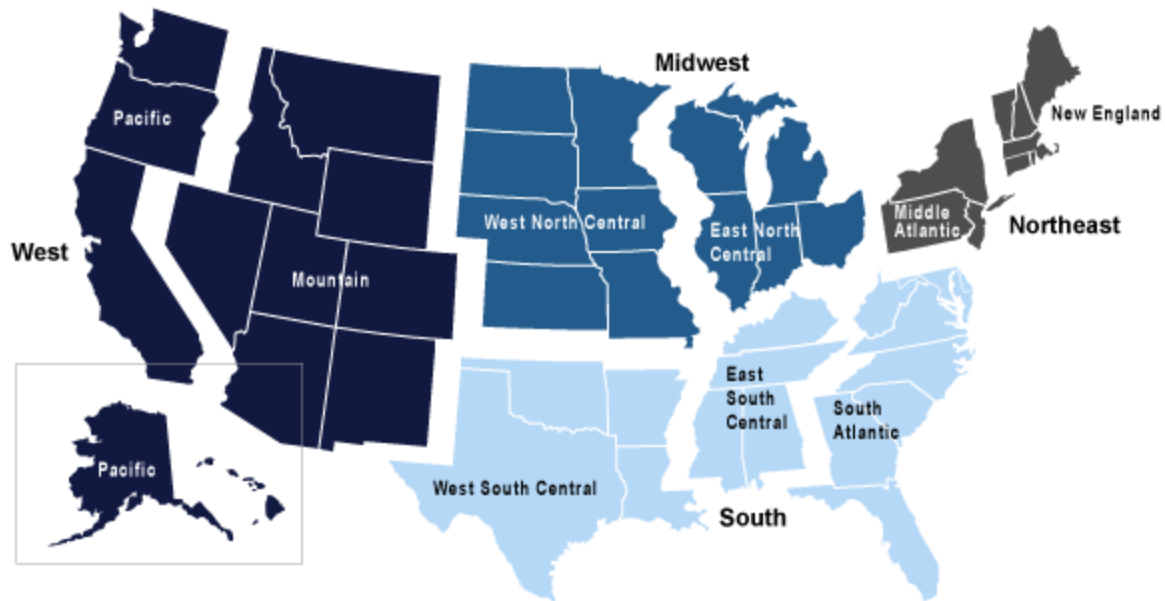 Midwest
Pacific
New England
West North Central
East North
Central
Middle
Atlantic
Northeast
West
Mountain
East
South
Central
South
Atlantic
Pacific
West South Central
South